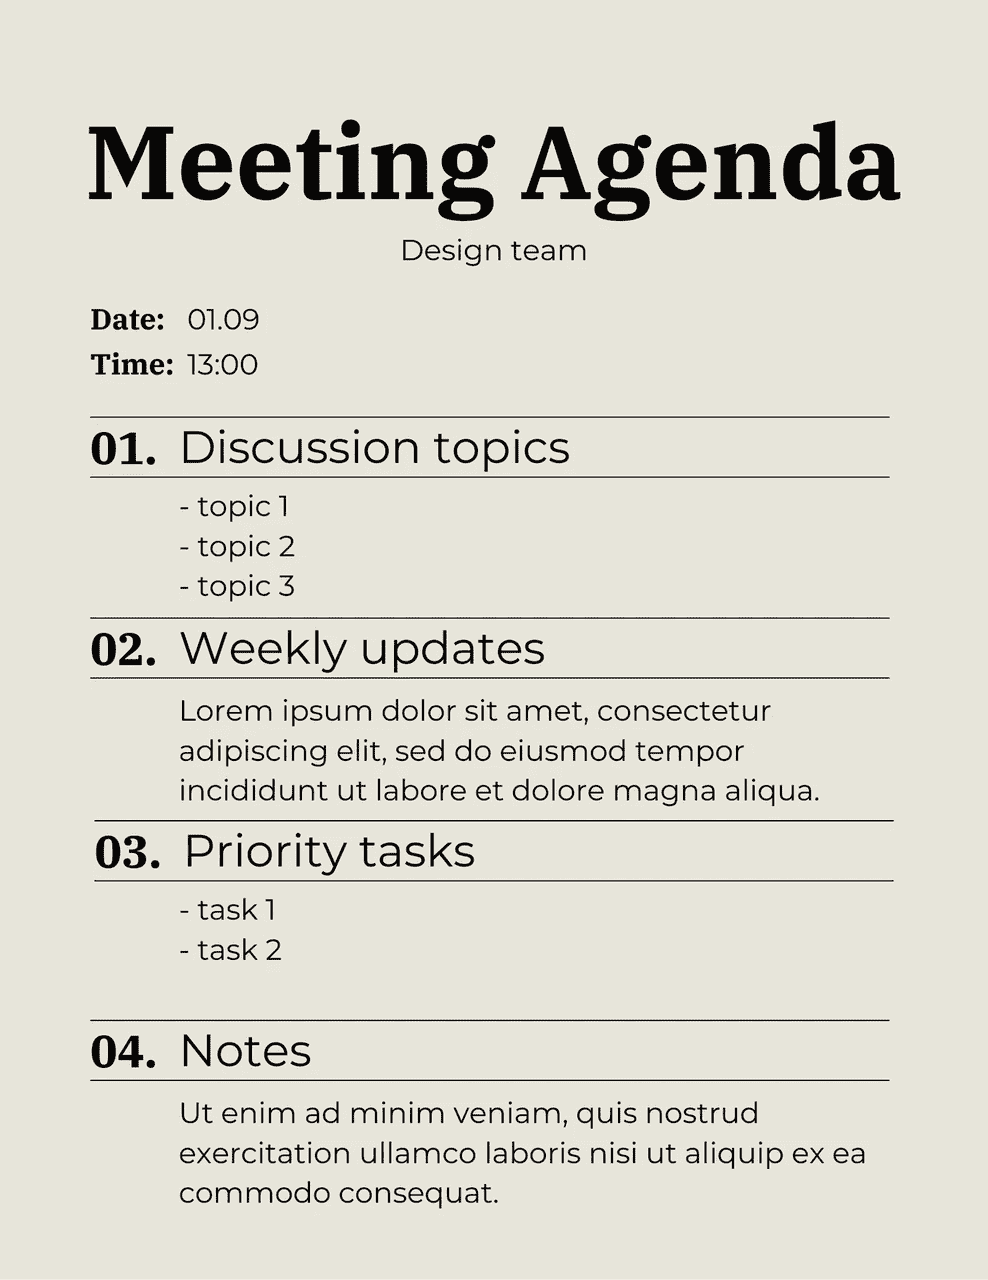 Meeting Agenda
Design team
Date: 01.09
Time: 13:00
01. Discussion topics
- topic 1
- topic 2
- topic 3
02. Weekly updates
Lorem ipsum dolor sit amet, consectetur
adipiscing elit, sed do eiusmod tempor
incididunt ut labore et dolore magna aliqua.
03. Priority tasks
- task 1
- task 2
04. Notes
Ut enim ad minim veniam, quis nostrud
exercitation ullamco laboris nisi ut aliquip ex ea
commodo consequat.